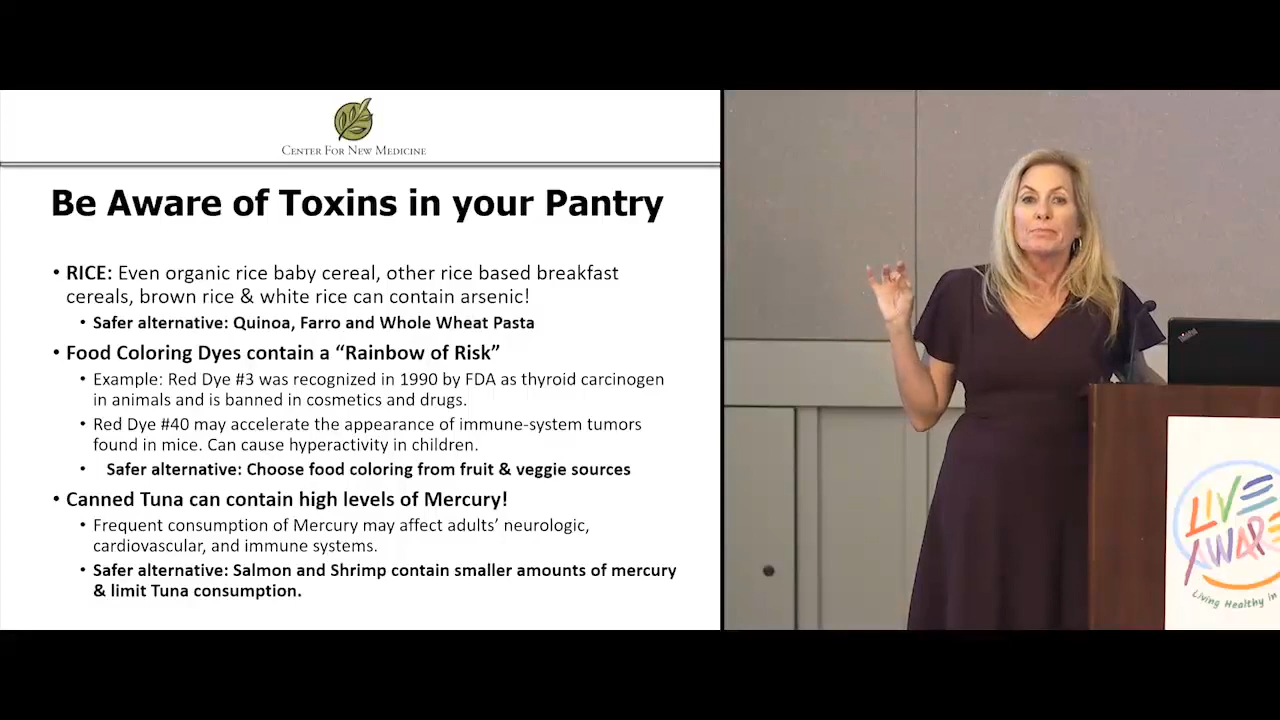 CENTER FOR NEW MEDICINE
Be Aware of Toxins in your Pantry
• RICE: Even organic rice baby cereal, other rice based breakfast
cereals, brown rice & white rice can contain arsenic!
• Safer alternative: Quinoa, Farro and Whole Wheat Pasta
• Food Coloring Dyes contain a “Rainbow of Risk”
• Example: Red Dye #3 was recognized in 1990 by FDA as thyroid carcinogen
in animals and is banned in cosmetics and drugs.
• Red Dye #40 may accelerate the appearance of immune-system tumors
found in mice. Can cause hyperactivity in children.
• Safer alternative: Choose food coloring from fruit & veggie sources
• Canned Tuna can contain high levels of Mercury!
• Frequent consumption of Mercury may affect adults’ neurologic,
cardiovascular, and immune systems.
• Safer alternative: Salmon and Shrimp contain smaller amounts of mercury
& limit Tuna consumption.
ThinkPad
LIVE
AWARE
Living Healthy in